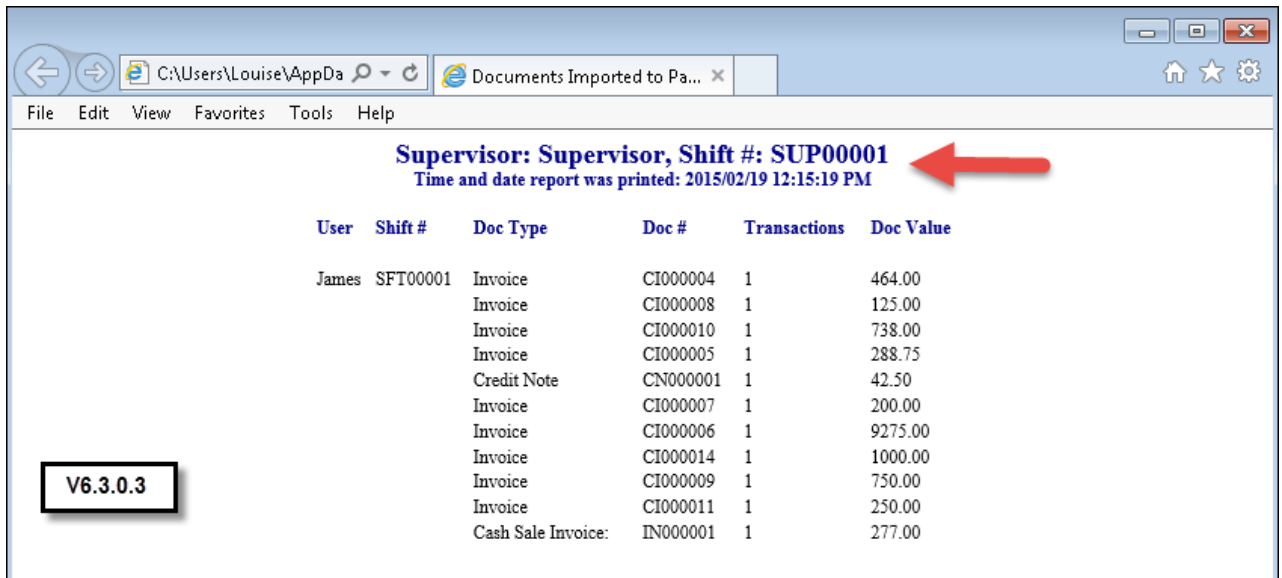 C:\Users\Louise\AppDa
Documents Imported to Pa...
File Edit View Favorites Tools Help
Supervisor: Supervisor, Shift #: SUP00001
Time and date report was printed: 2015/02/19 12:15:19 PM
User Shift # Doc Type Doc # Transactions Doc Value
James SFT00001 Invoice CI000004 1 464.00
Invoice CI000008 1 125.00
Invoice CI000010 1 738.00
Invoice CI000005 1 288.75
Credit Note CN000001 1 42.50
Invoice CI000007 1 200.00
Invoice CI000006 1 9275.00
Invoice CI000014 1 1000.00
Invoice CI000009 1 750.00
Invoice CI000011 1 250.00
Cash Sale Invoice: IN000001 1 277.00
V6.3.0.3